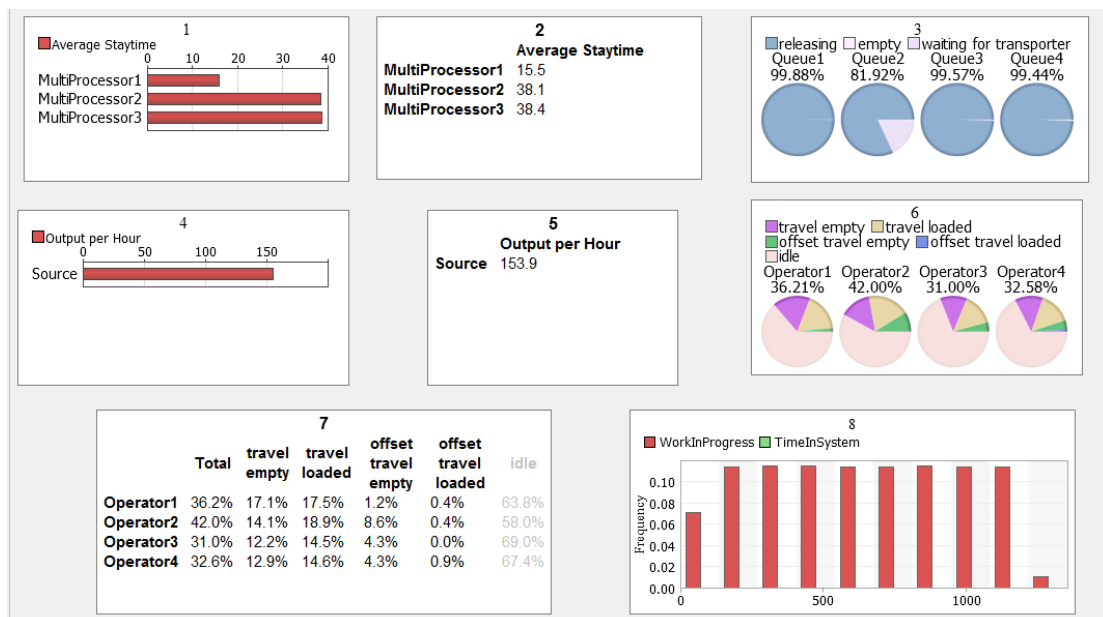 1
Average Staytime
0 10 20 30 40
MultiProcessor1
MultiProcessor2
MultiProcessor3
2
Average Staytime
MultiProcessor1 15.5
MultiProcessor2 38.1
MultiProcessor3 38.4
3
releasing empty waiting for transporter
Queue1 Queue2 Queue3 Queue4
99.88% 81.92% 99.57% 99.44%
4
Output per Hour
0 50 100 150
Source
5
Output per Hour
Source 153.9
6
travel empty travel loaded
offset travel empty offset travel loaded
idle
Operator1 Operator2 Operator3 Operator4
36.21% 42.00% 31.00% 32.58%
7
offset offset
travel travel travel travel
Total empty loaded empty loaded idle
Operator1 36.2% 17.1% 17.5% 1.2% 0.4% 63.8%
Operator2 42.0% 14.1% 18.9% 8.6% 0.4% 58.0%
Operator3 31.0% 12.2% 14.5% 4.3% 0.0% 69.0%
Operator4 32.6% 12.9% 14.6% 4.3% 0.9% 67.4%
8
WorkInProgress TimeInSystem
Frequency
0.10
0.08
0.06
0.04
0.02
0.00
0 500 1000